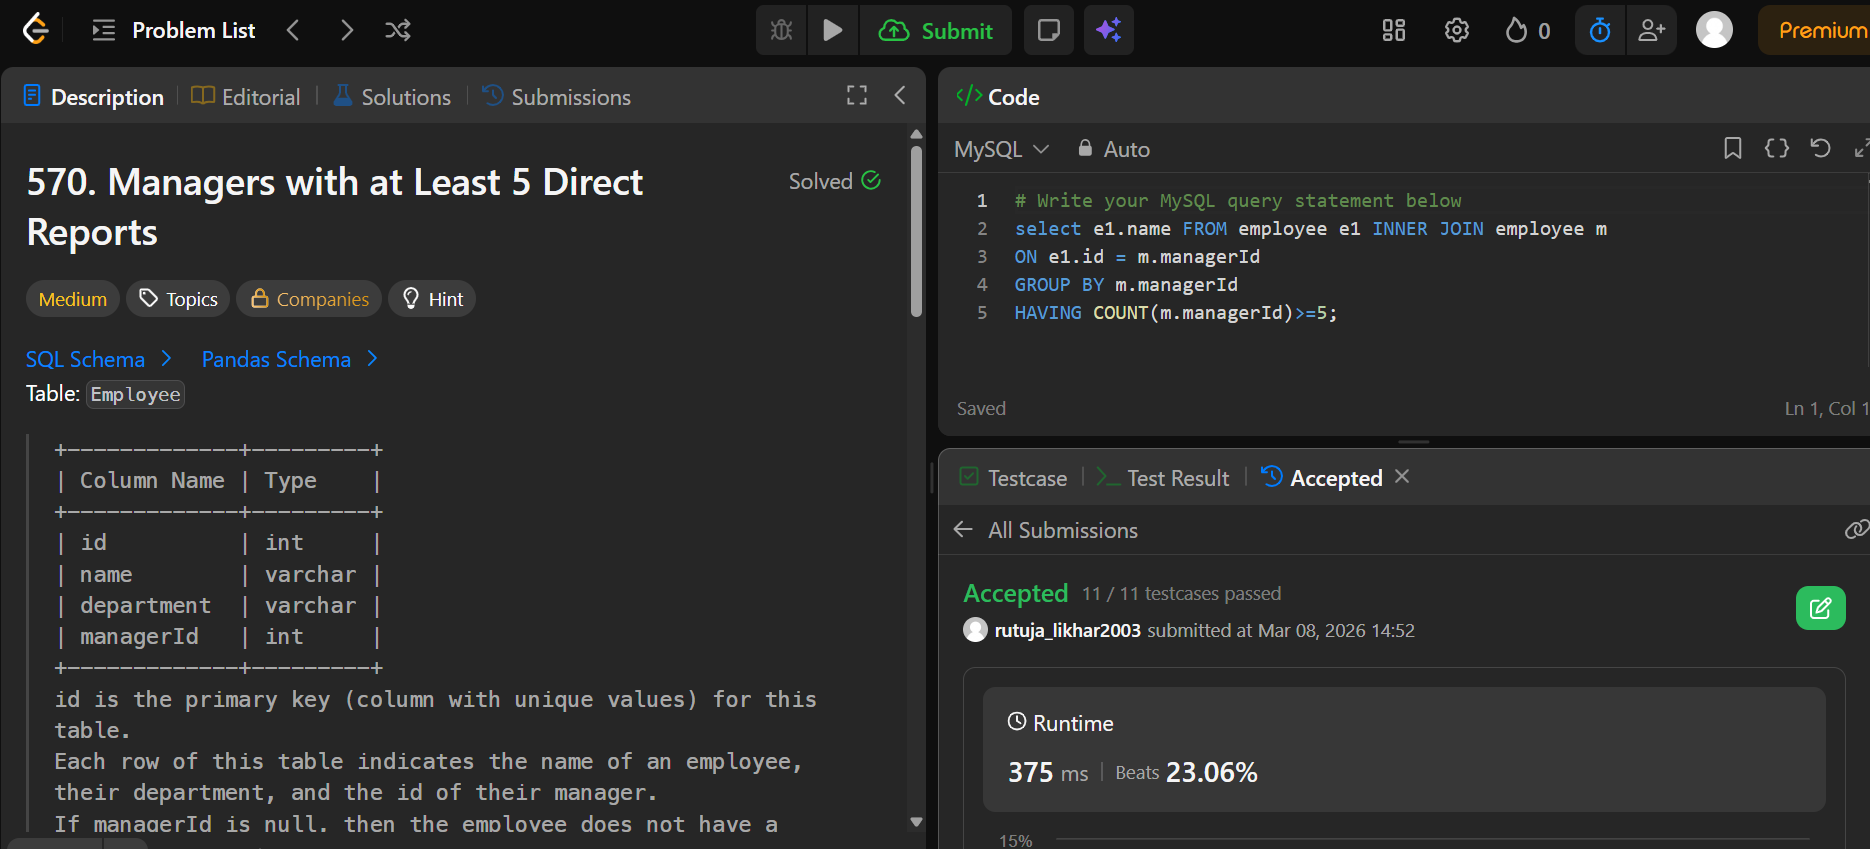 Problem List
Submit
0
Premium
Description
Editorial
Solutions
Submissions
570. Managers with at Least 5 Direct
Reports
Solved
Medium
Topics
Companies
Hint
SQL Schema
Pandas Schema
Table: Employee
+-------------+---------+
| Column Name | Type    |
+-------------+---------+
| id          | int     |
| name        | varchar |
| department  | varchar |
| managerId   | int     |
+-------------+---------+
id is the primary key (column with unique values) for this
table.
Each row of this table indicates the name of an employee,
their department, and the id of their manager.
If managerId is null, then the employee does not have a
</> Code
MySQL
Auto
1 # Write your MySQL query statement below
2 select e1.name FROM employee e1 INNER JOIN employee m
3 ON e1.id = m.managerId
4 GROUP BY m.managerId
5 HAVING COUNT(m.managerId)>=5;
Saved
Ln 1, Col 1
Testcase
Test Result
Accepted
All Submissions
Accepted 11 / 11 testcases passed
rutuja_likhar2003 submitted at Mar 08, 2026 14:52
Runtime
375 ms | Beats 23.06%
15%